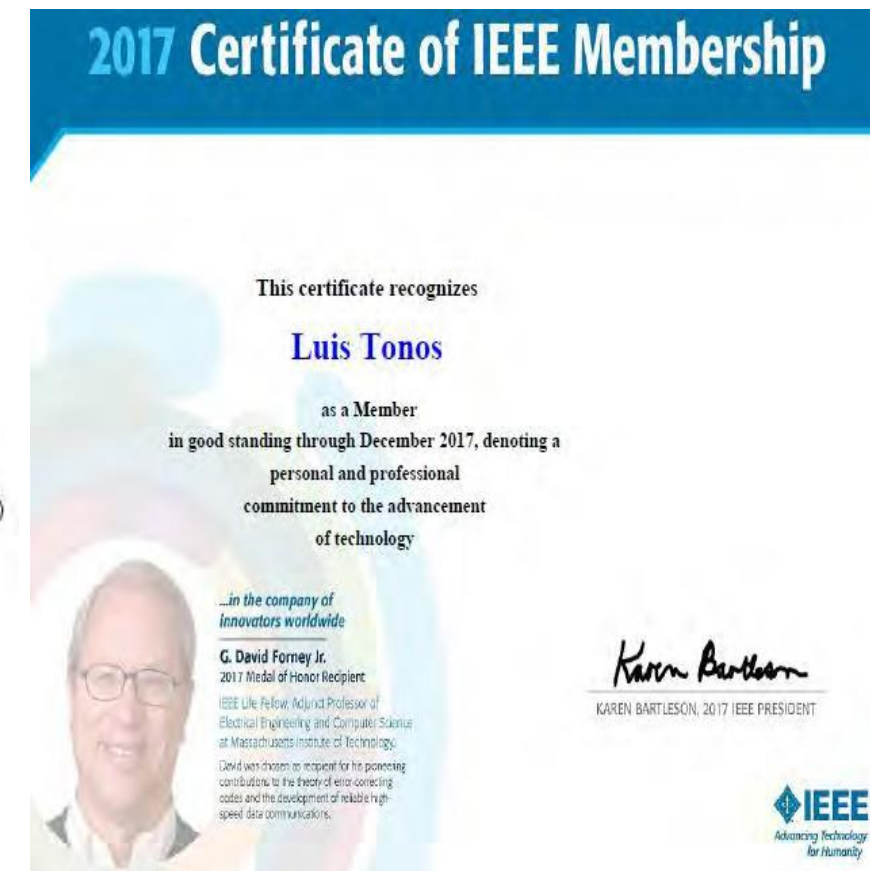 2017 Certificate of IEEE Membership
This certificate recognizes
Luis Tonos
as a Member
in good standing through December 2017, denoting a
personal and professional
commitment to the advancement
of technology
)
...in the company of
innovators worldwide
G. David Forney Jr.
2017 Medal of Honor Recipient
IEEE Life Fellow, Adjunct Professor of
Electrical Engineering and Computer Science
at Massachusetts Institute of Technology.
David was chosen as recipient for his pioneering
contributions to the theory of error-correcting
codes and the development of reliable high-
speed data communications.
Karen Bartleson
KAREN BARTLESON, 2017 IEEE PRESIDENT
IEEE
Advancing Technology
for Humanity